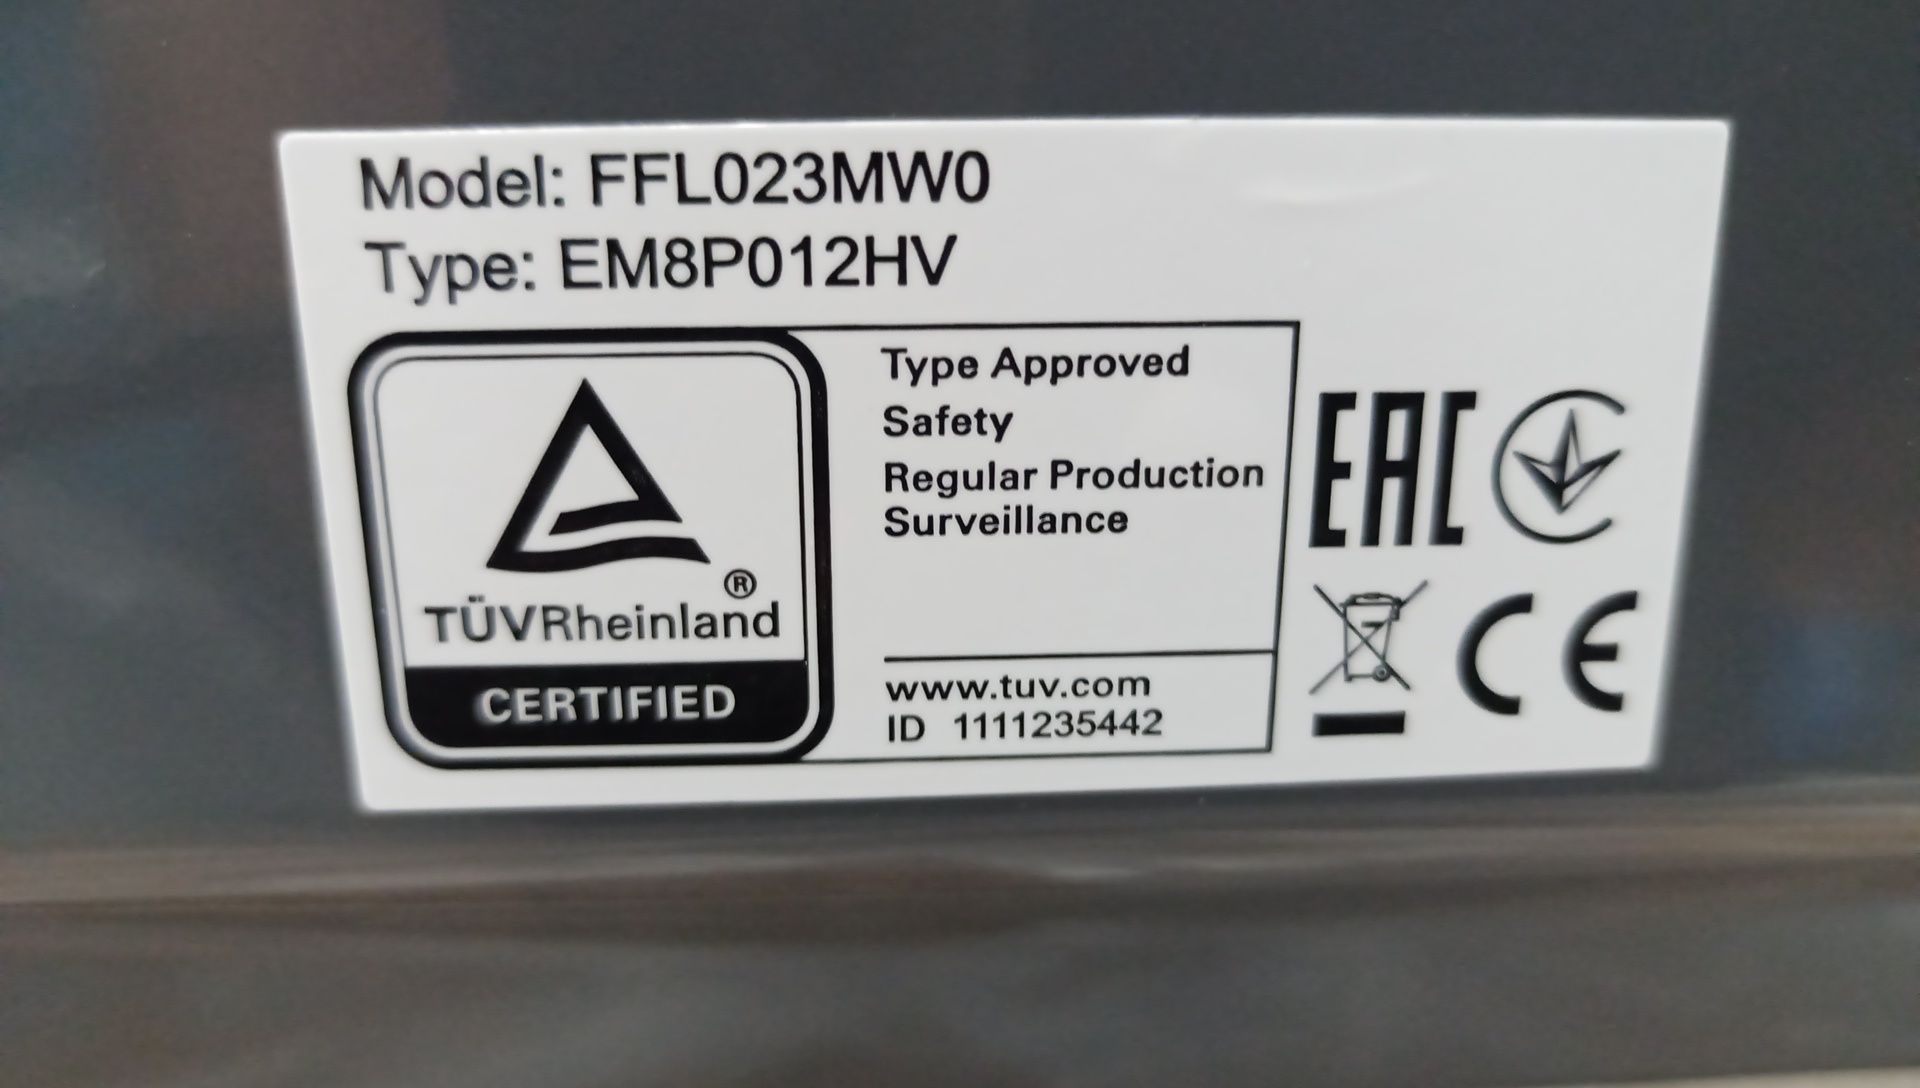 Model: FFL023MW0
Type: EM8P012HV
Type Approved
Safety
Regular Production
Surveillance
®
TÜVRheinland
CERTIFIED
www.tuv.com
ID 1111235442
EAC
CE